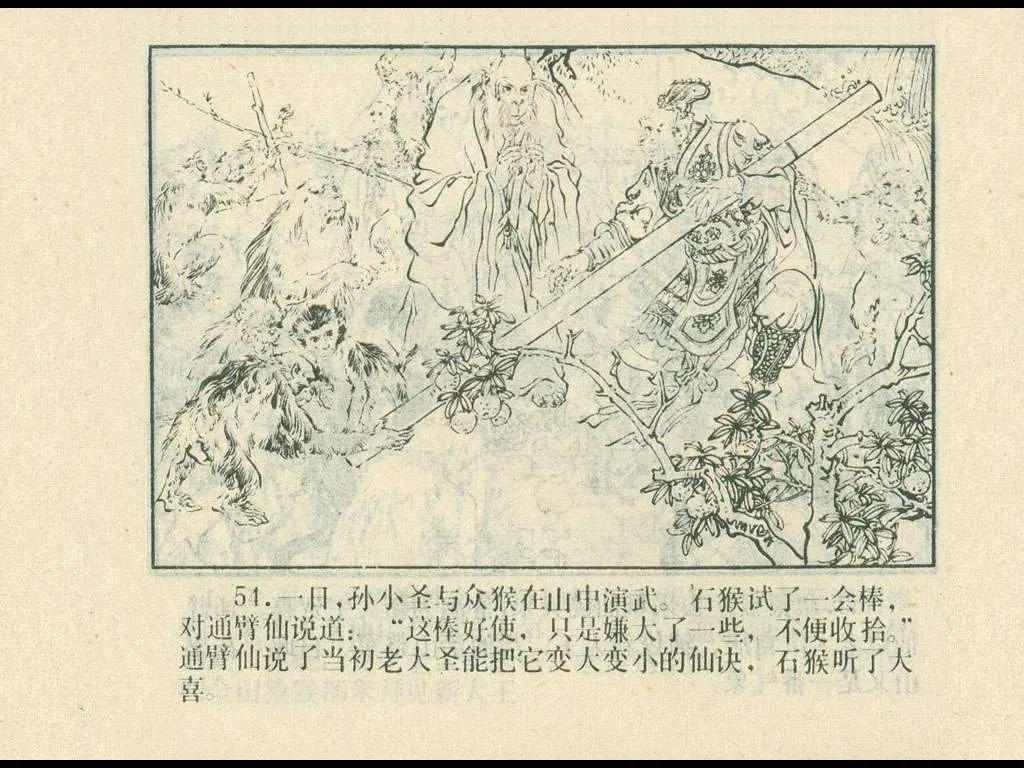 54．一日，孙小圣与众猴在山中演武。石猴试了一会棒，
对通臂仙说道：“这棒好使，只是嫌大了一些，不便收拾。”
通臂仙说了当初老大圣能把它变大变小的仙诀，石猴听了大
喜。